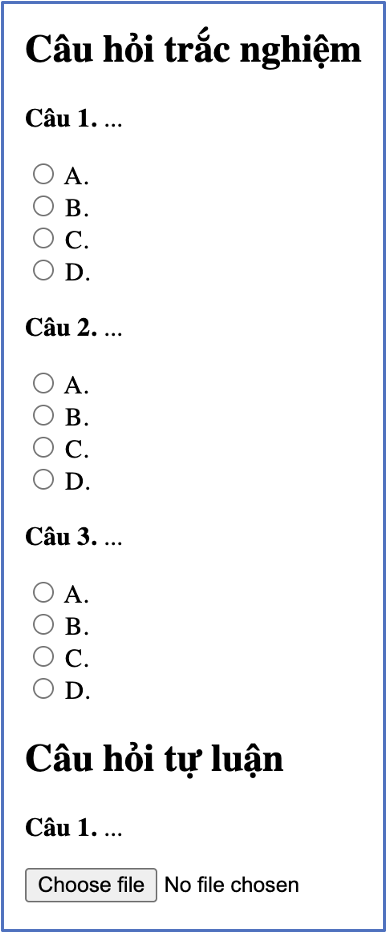 Câu hỏi trắc nghiệm
Câu 1. ...
A.
B.
C.
D.
Câu 2. ...
A.
B.
C.
D.
Câu 3. ...
A.
B.
C.
D.
Câu hỏi tự luận
Câu 1. ...
Choose file No file chosen